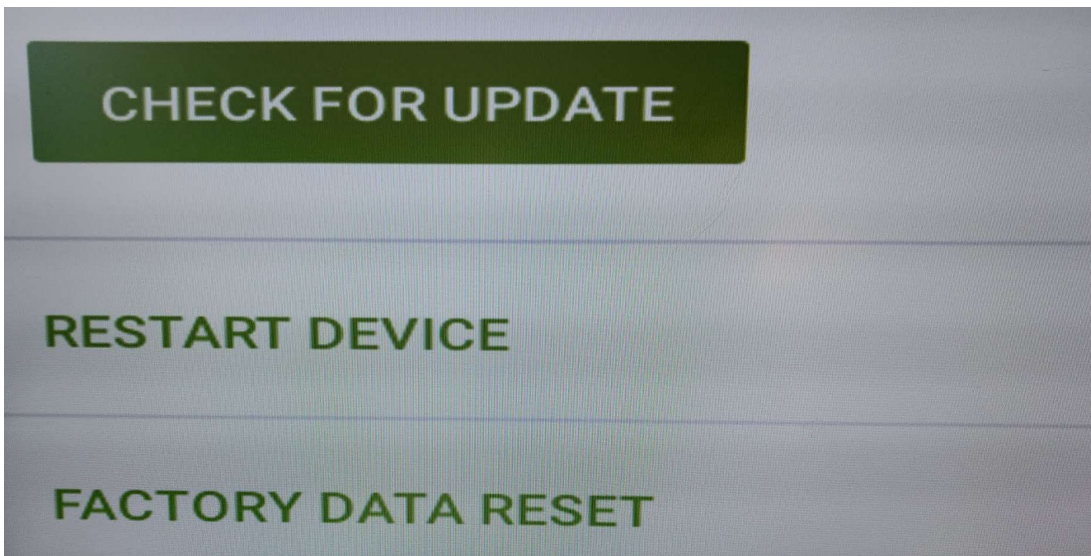 CHECK FOR UPDATE
RESTART DEVICE
FACTORY DATA RESET